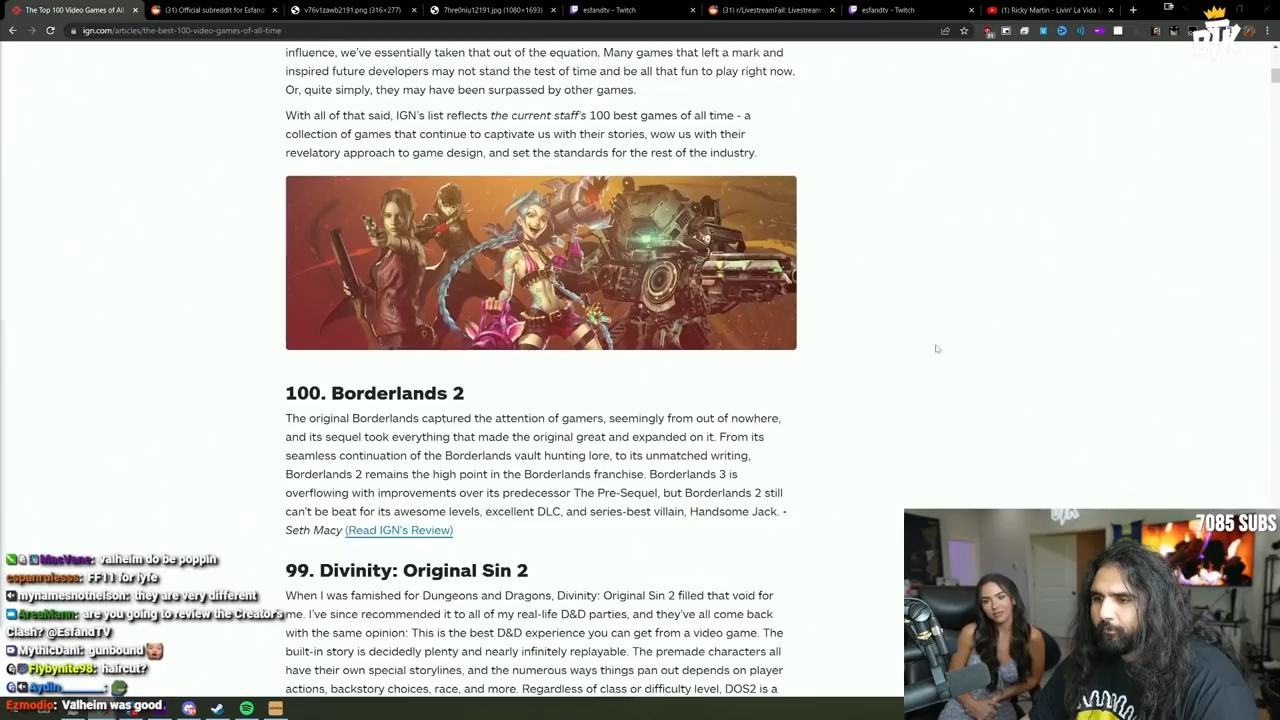 The Top 100 Video Games of All
(31) Official subreddit for Esfand
v76v1zawb2191.png (316×277)
7hre0niu12191.jpg (1080×1693)
esfandtv - Twitch
(31) r/LivestreamFail: Livestream
esfandtv - Twitch
(1) Ricky Martin - Livin' La Vida L
ign.com/articles/the-best-100-video-games-of-all-time
influence, we've essentially taken that out of the equation. Many games that left a mark and
inspired future developers may not stand the test of time and be all that fun to play right now.
Or, quite simply, they may have been surpassed by other games.
With all of that said, IGN's list reflects the current staff's 100 best games of all time - a
collection of games that continue to captivate us with their stories, wow us with their
revelatory approach to game design, and set the standards for the rest of the industry.
100. Borderlands 2
The original Borderlands captured the attention of gamers, seemingly from out of nowhere,
and its sequel took everything that made the original great and expanded on it. From its
seamless continuation of the Borderlands vault hunting lore, to its unmatched writing,
Borderlands 2 remains the high point in the Borderlands franchise. Borderlands 3 is
overflowing with improvements over its predecessor The Pre-Sequel, but Borderlands 2 still
can't be beat for its awesome levels, excellent DLC, and series-best villain, Handsome Jack. -
Seth Macy (Read IGN's Review)
99. Divinity: Original Sin 2
When I was famished for Dungeons and Dragons, Divinity: Original Sin 2 filled that void for
me. I've since recommended it to all of my real-life D&D parties, and they've all come back
with the same opinion: This is the best D&D experience you can get from a video game. The
built-in story is decidedly plenty and nearly infinitely replayable. The premade characters all
have their own special storylines, and the numerous ways things pan out depends on player
actions, backstory choices, race, and more. Regardless of class or difficulty level, DOS2 is a
MacVane: valheim do be poppin
cspanrulesss: FF11 for lyfe
mynamesnotnelson: they are very different
AreeMann: are you going to review the Creator's
Clash? @EsfandTV
MythicDani: gunbound
Flybynite98: haircut?
Aydin_______:
Ezmodio: Valheim was good
7085 SUBS